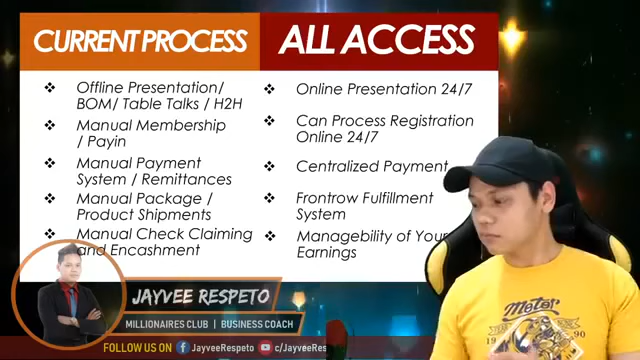 CURRENT PROCESS
ALL ACCESS
Offline Presentation/
BOM/ Table Talks / H2H
Manual Membership
/ Payin
Manual Payment
System / Remittances
Manual Package /
Product Shipments
Manual Check Claiming
and Encashment
Online Presentation 24/7
Can Process Registration
Online 24/7
Centralized Payment
Frontrow Fulfillment
System
Managebility of Your
Earnings
JAYVEE RESPETO
MILLIONAIRES CLUB | BUSINESS COACH
FOLLOW US ON JayveeRespeto c/JayveeRes
Motor
19 90